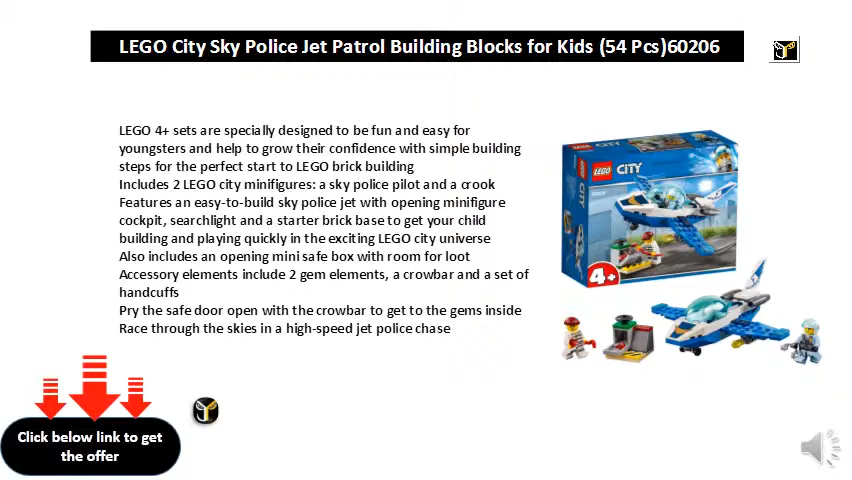 LEGO City Sky Police Jet Patrol Building Blocks for Kids (54 Pcs)60206
LEGO 4+ sets are specially designed to be fun and easy for
youngsters and help to grow their confidence with simple building
steps for the perfect start to LEGO brick building
Includes 2 LEGO city minifigures: a sky police pilot and a crook
Features an easy-to-build sky police jet with opening minifigure
cockpit, searchlight and a starter brick base to get your child
building and playing quickly in the exciting LEGO city universe
Also includes an opening mini safe box with room for loot
Accessory elements include 2 gem elements, a crowbar and a set of
handcuffs
Pry the safe door open with the crowbar to get to the gems inside
Race through the skies in a high-speed jet police chase
LEGO CITY
4+
Click below link to get
the offer